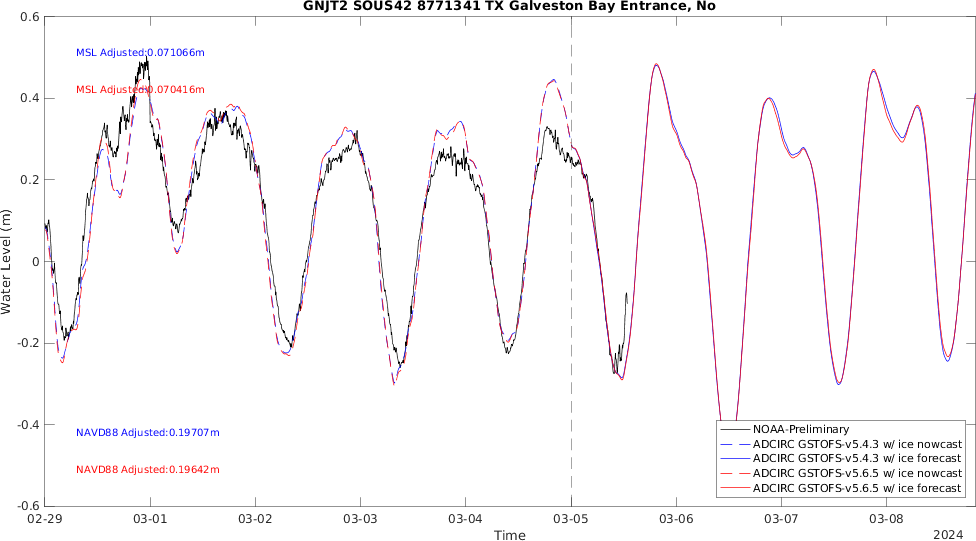 GNJT2 SOUS42 8771341 TX Galveston Bay Entrance, No
0.6
0.4
0.2
0
-0.2
-0.4
-0.6
Water Level (m)
MSL Adjusted:0.071066m
MSL Adjusted:0.070416m
NAVD88 Adjusted:0.19707m
NAVD88 Adjusted:0.19642m
NOAA-Preliminary
ADCIRC GSTOFS-v5.4.3 w/ ice nowcast
ADCIRC GSTOFS-v5.4.3 w/ ice forecast
ADCIRC GSTOFS-v5.6.5 w/ ice nowcast
ADCIRC GSTOFS-v5.6.5 w/ ice forecast
02-29 03-01 03-02 03-03 03-04 03-05 03-06 03-07 03-08
Time
2024